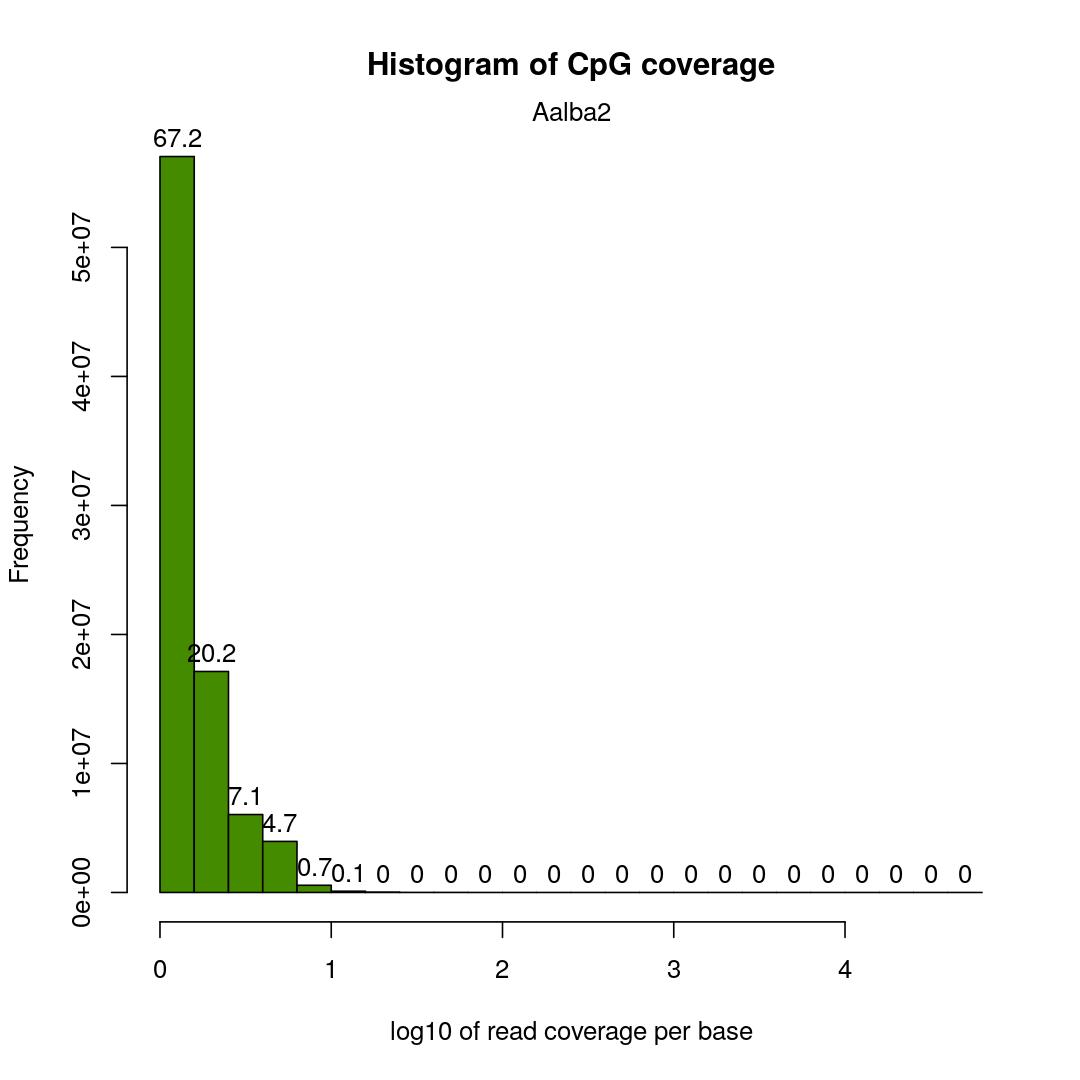 Histogram of CpG coverage
Aalba2
67.2
20.2
7.1
4.7
0.7
0.1
0 0 0 0 0 0 0 0 0 0 0 0 0 0 0 0 0 0
Frequency
5e+07
4e+07
3e+07
2e+07
1e+07
0e+00
0 1 2 3 4
log10 of read coverage per base